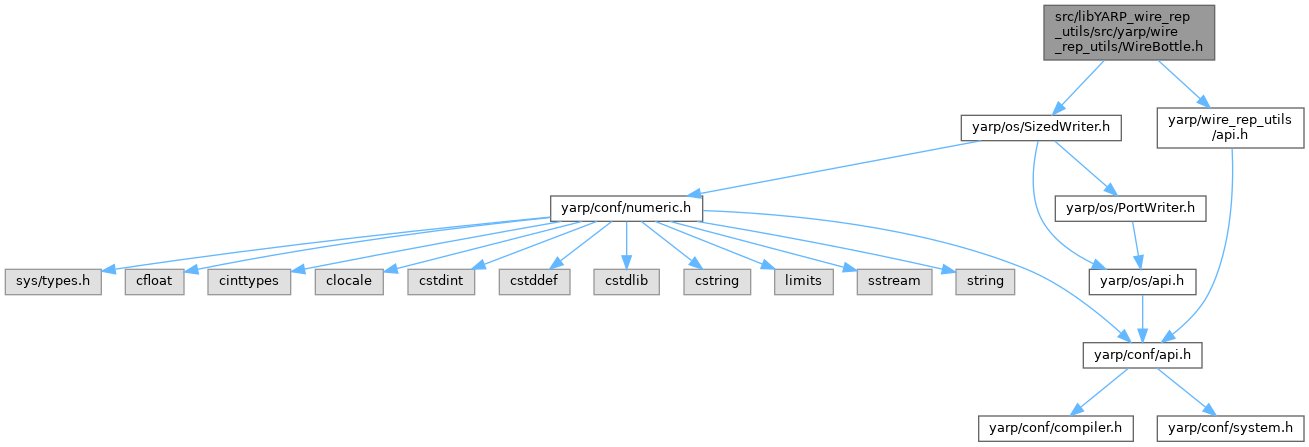 src/libYARP_wire_rep
_utils/src/yarp/wire
_rep_utils/WireBottle.h
yarp/os/SizedWriter.h
yarp/wire_rep_utils
/api.h
yarp/conf/numeric.h
yarp/os/PortWriter.h
sys/types.h
cfloat
cinttypes
clocale
cstdint
cstddef
cstdlib
cstring
limits
sstream
string
yarp/os/api.h
yarp/conf/api.h
yarp/conf/compiler.h
yarp/conf/system.h